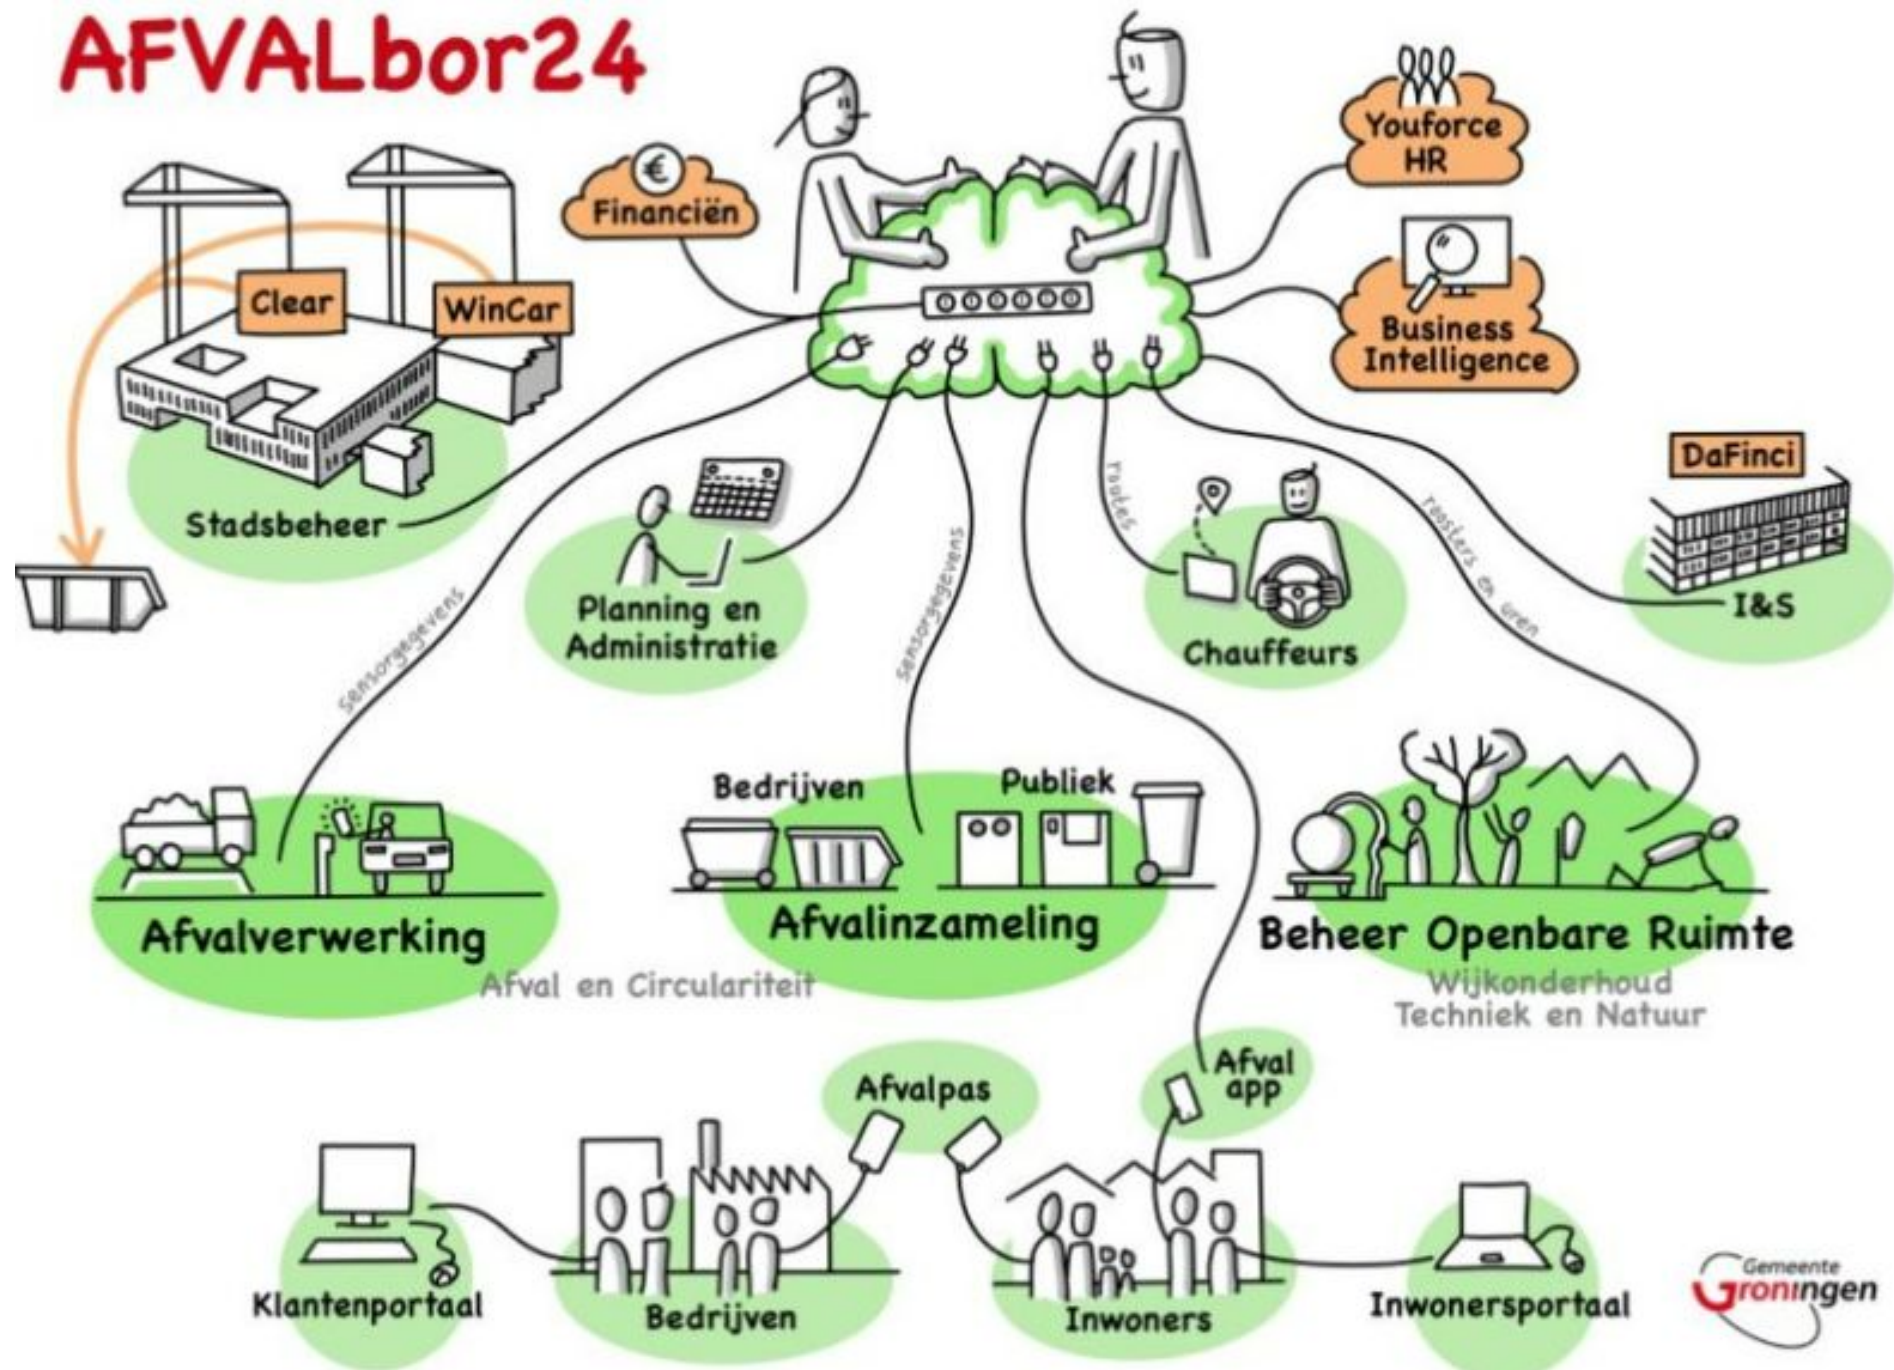 AFVALbor24
Youforce
HR
€
Financiën
Clear
WinCar
Business
Intelligence
DaFinci
Stadsbeheer
I&S
Planning en
Administratie
routes
Chauffeurs
roosters en uren
sensorgegevens
sensorgegevens
Bedrijven
Publiek
Afvalverwerking
Afvalinzameling
Beheer Openbare Ruimte
Afval en Circulariteit
Wijkonderhoud
Techniek en Natuur
Afvalpas
Afval
app
Klantenportaal
Bedrijven
Inwoners
Inwonersportaal
Gemeente
Groningen